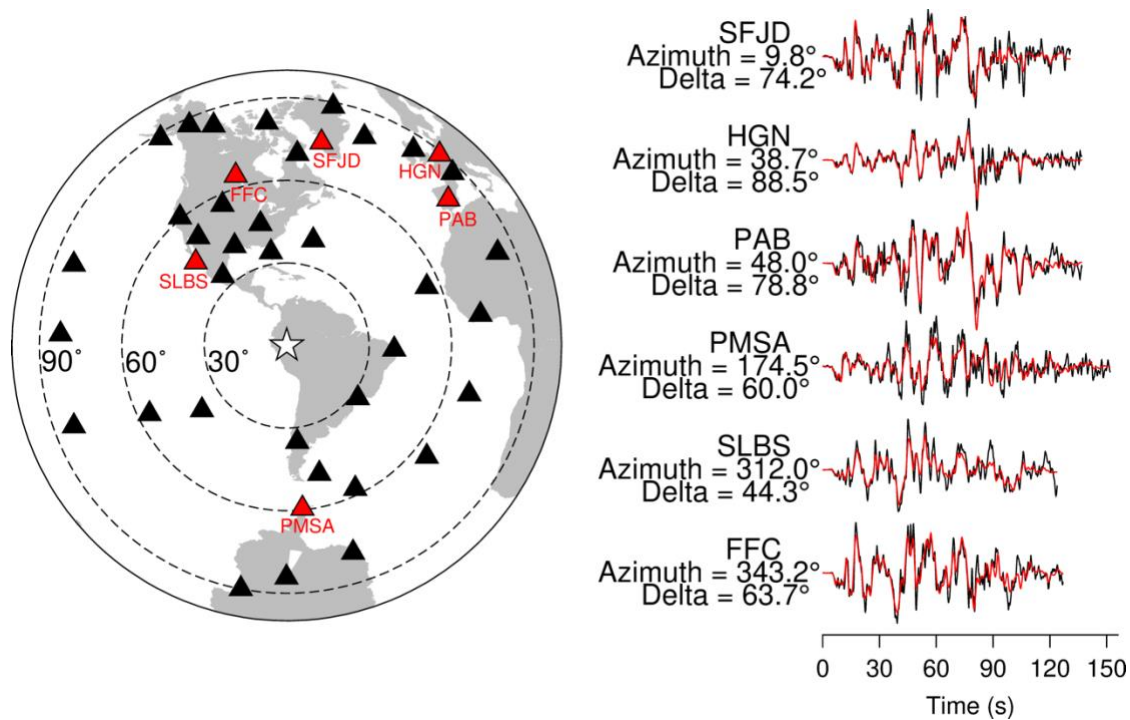 SFJD
HGN
FFC
PAB
SLBS
90° 60° 30°
PMSA
SFJD
Azimuth = 9.8°
Delta = 74.2°
HGN
Azimuth = 38.7°
Delta = 88.5°
PAB
Azimuth = 48.0°
Delta = 78.8°
PMSA
Azimuth = 174.5°
Delta = 60.0°
SLBS
Azimuth = 312.0°
Delta = 44.3°
FFC
Azimuth = 343.2°
Delta = 63.7°
0 30 60 90 120 150
Time (s)